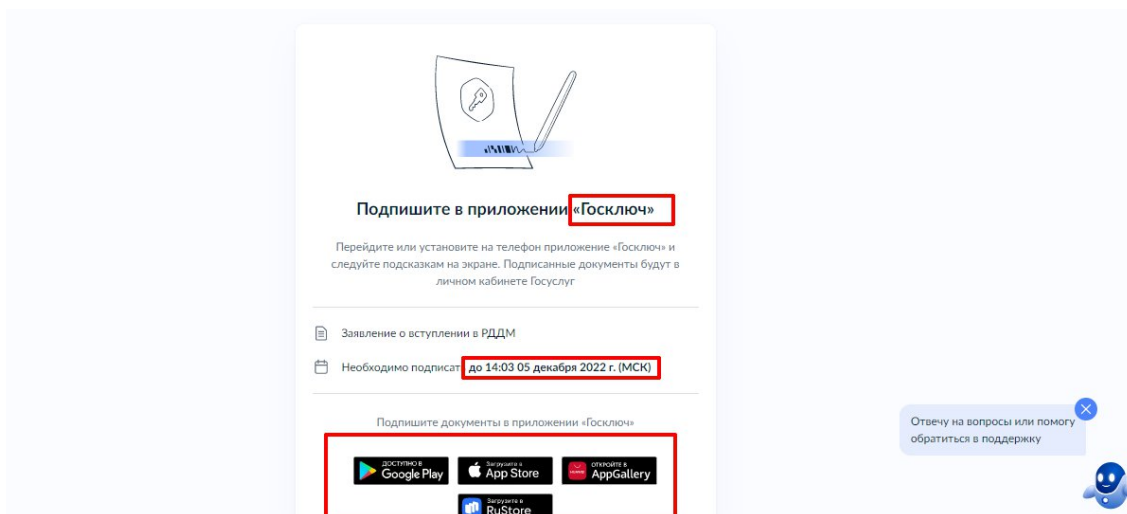 Подпишите в приложении «Госключ»
Перейдите или установите на телефон приложение «Госключ» и
следуйте подсказкам на экране. Подписанные документы будут в
личном кабинете Госуслуг
Заявление о вступлении в РДДМ
Необходимо подписат до 14:03 05 декабря 2022 г. (МСК)
Подпишите документы в приложении «Госключ»
ДОСТУПНО В
Google Play
Загрузите в
App Store
ОТКРОЙТЕ В
AppGallery
Загрузите в
RuStore
Отвечу на вопросы или помогу
обратиться в поддержку